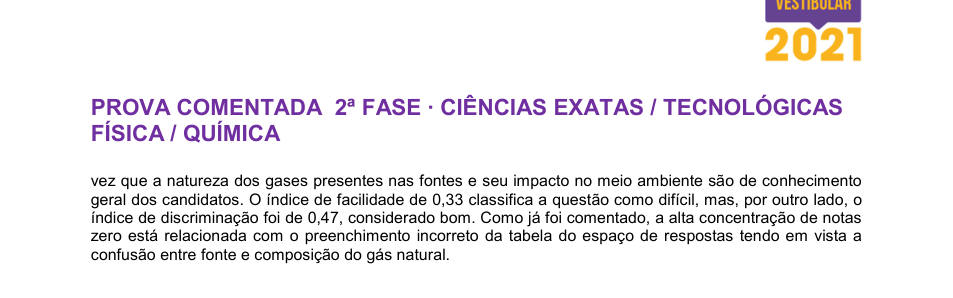 VESTIBULAR
2021
PROVA COMENTADA 2ª FASE · CIÊNCIAS EXATAS / TECNOLÓGICAS
FÍSICA / QUÍMICA
vez que a natureza dos gases presentes nas fontes e seu impacto no meio ambiente são de conhecimento
geral dos candidatos. O índice de facilidade de 0,33 classifica a questão como difícil, mas, por outro lado, o
índice de discriminação foi de 0,47, considerado bom. Como já foi comentado, a alta concentração de notas
zero está relacionada com o preenchimento incorreto da tabela do espaço de respostas tendo em vista a
confusão entre fonte e composição do gás natural.